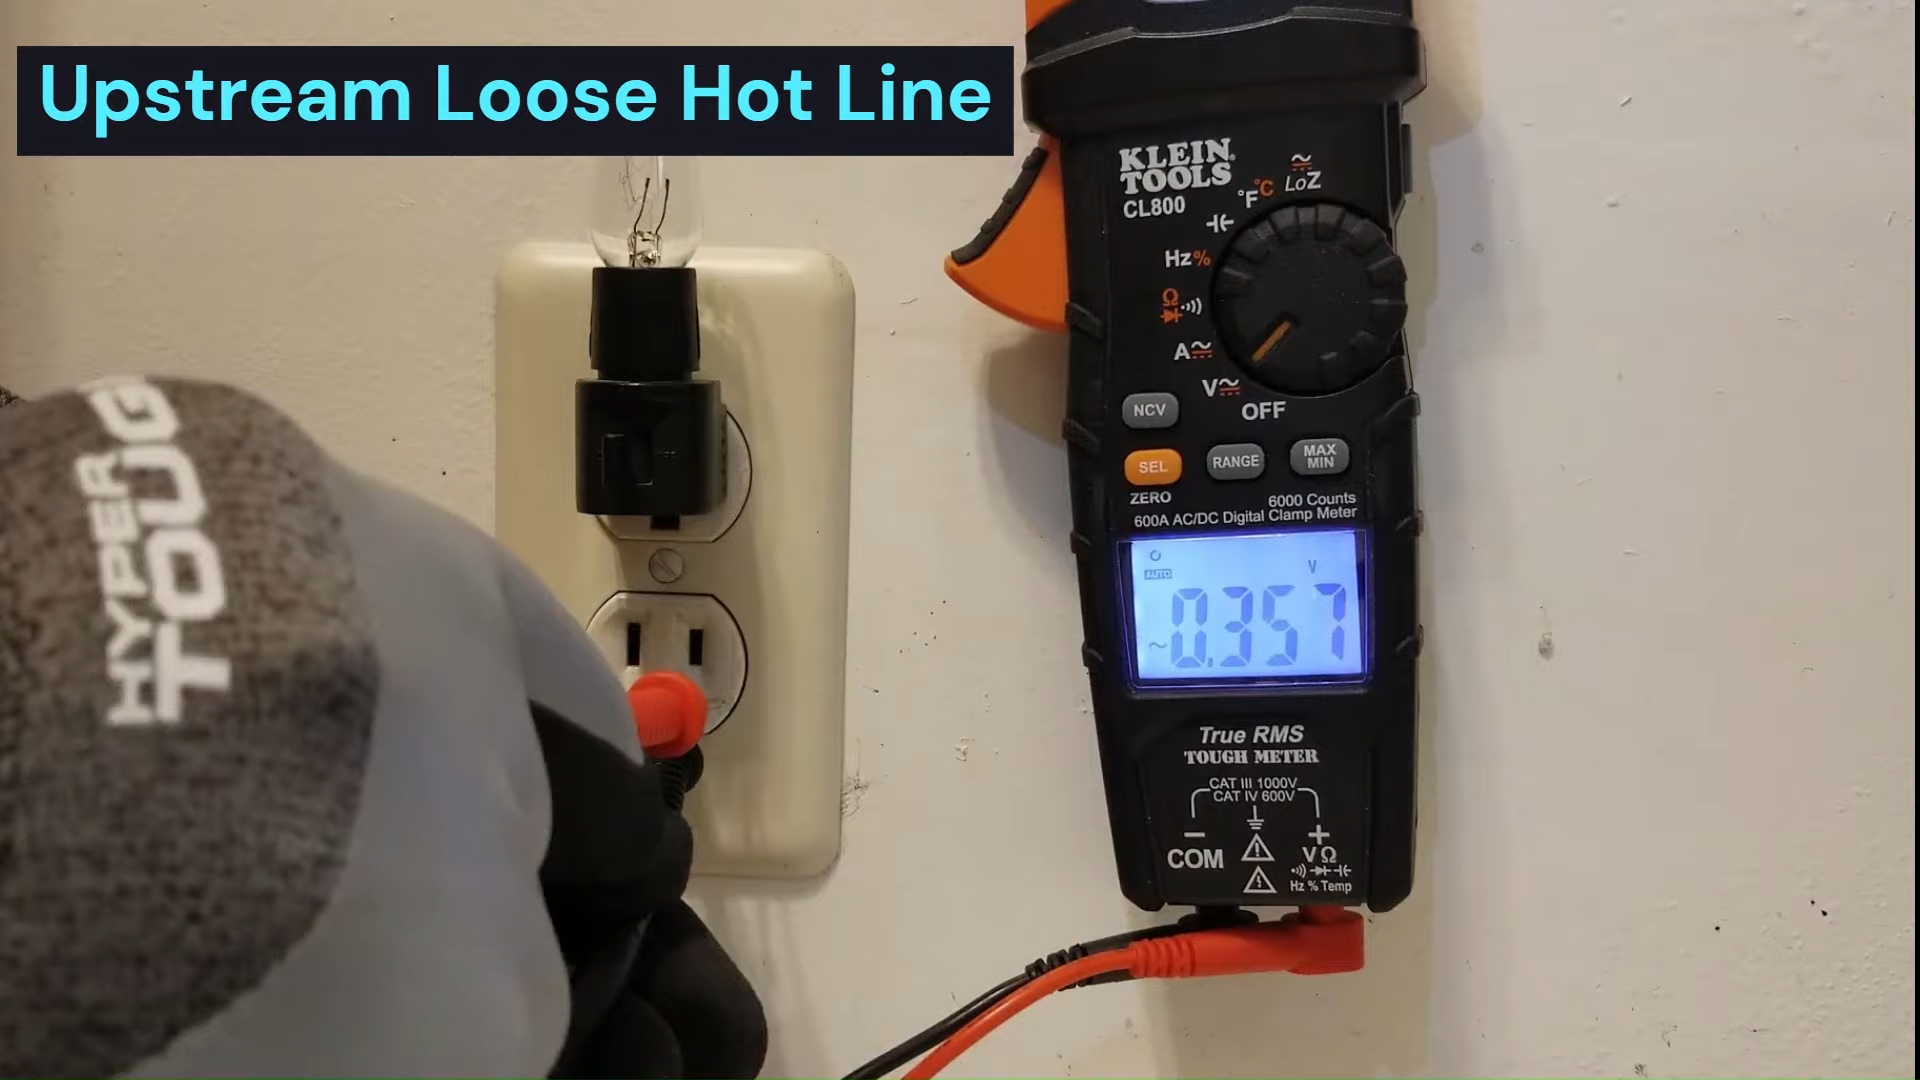 Upstream Loose Hot Line
KLEIN
TOOLS
CL800
°F°C
LoZ
Hz%
Ω
A
V
OFF
NCV
SEL
RANGE
MAX
MIN
ZERO
6000 Counts
600A AC/DC Digital Clamp Meter
AUTO
V
~0.357
True RMS
TOUGH METER
CAT III 1000V
CAT IV 600V
− +
COM
VΩ
Hz % Temp
HYPER
TOUG